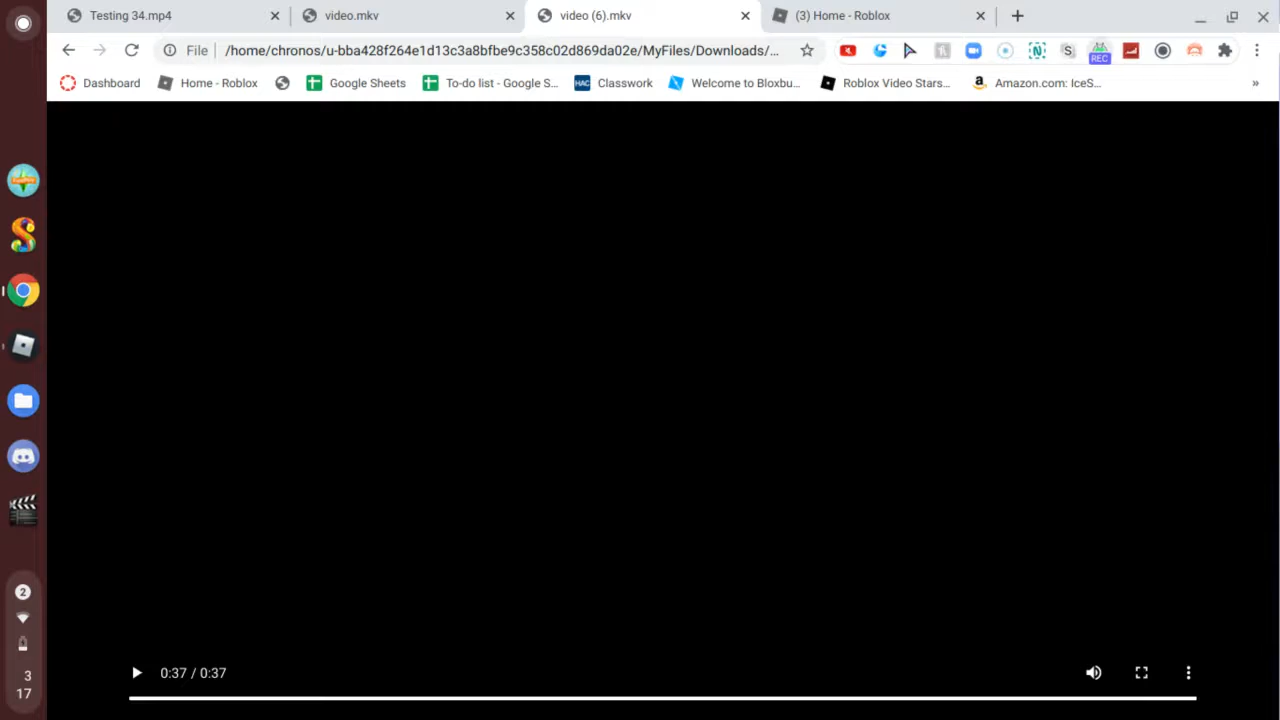 Testing 34.mp4
video.mkv
video (6).mkv
(3) Home - Roblox
File
/home/chronos/u-bba428f264e1d13c3a8bfbe9c358c02d869da02e/MyFiles/Downloads/...
S
REC
Dashboard
Home - Roblox
Google Sheets
To-do list - Google S...
HAC
Classwork
Welcome to Bloxbu...
Roblox Video Stars...
Amazon.com: IceS...
»
0:37 / 0:37
2
3
17